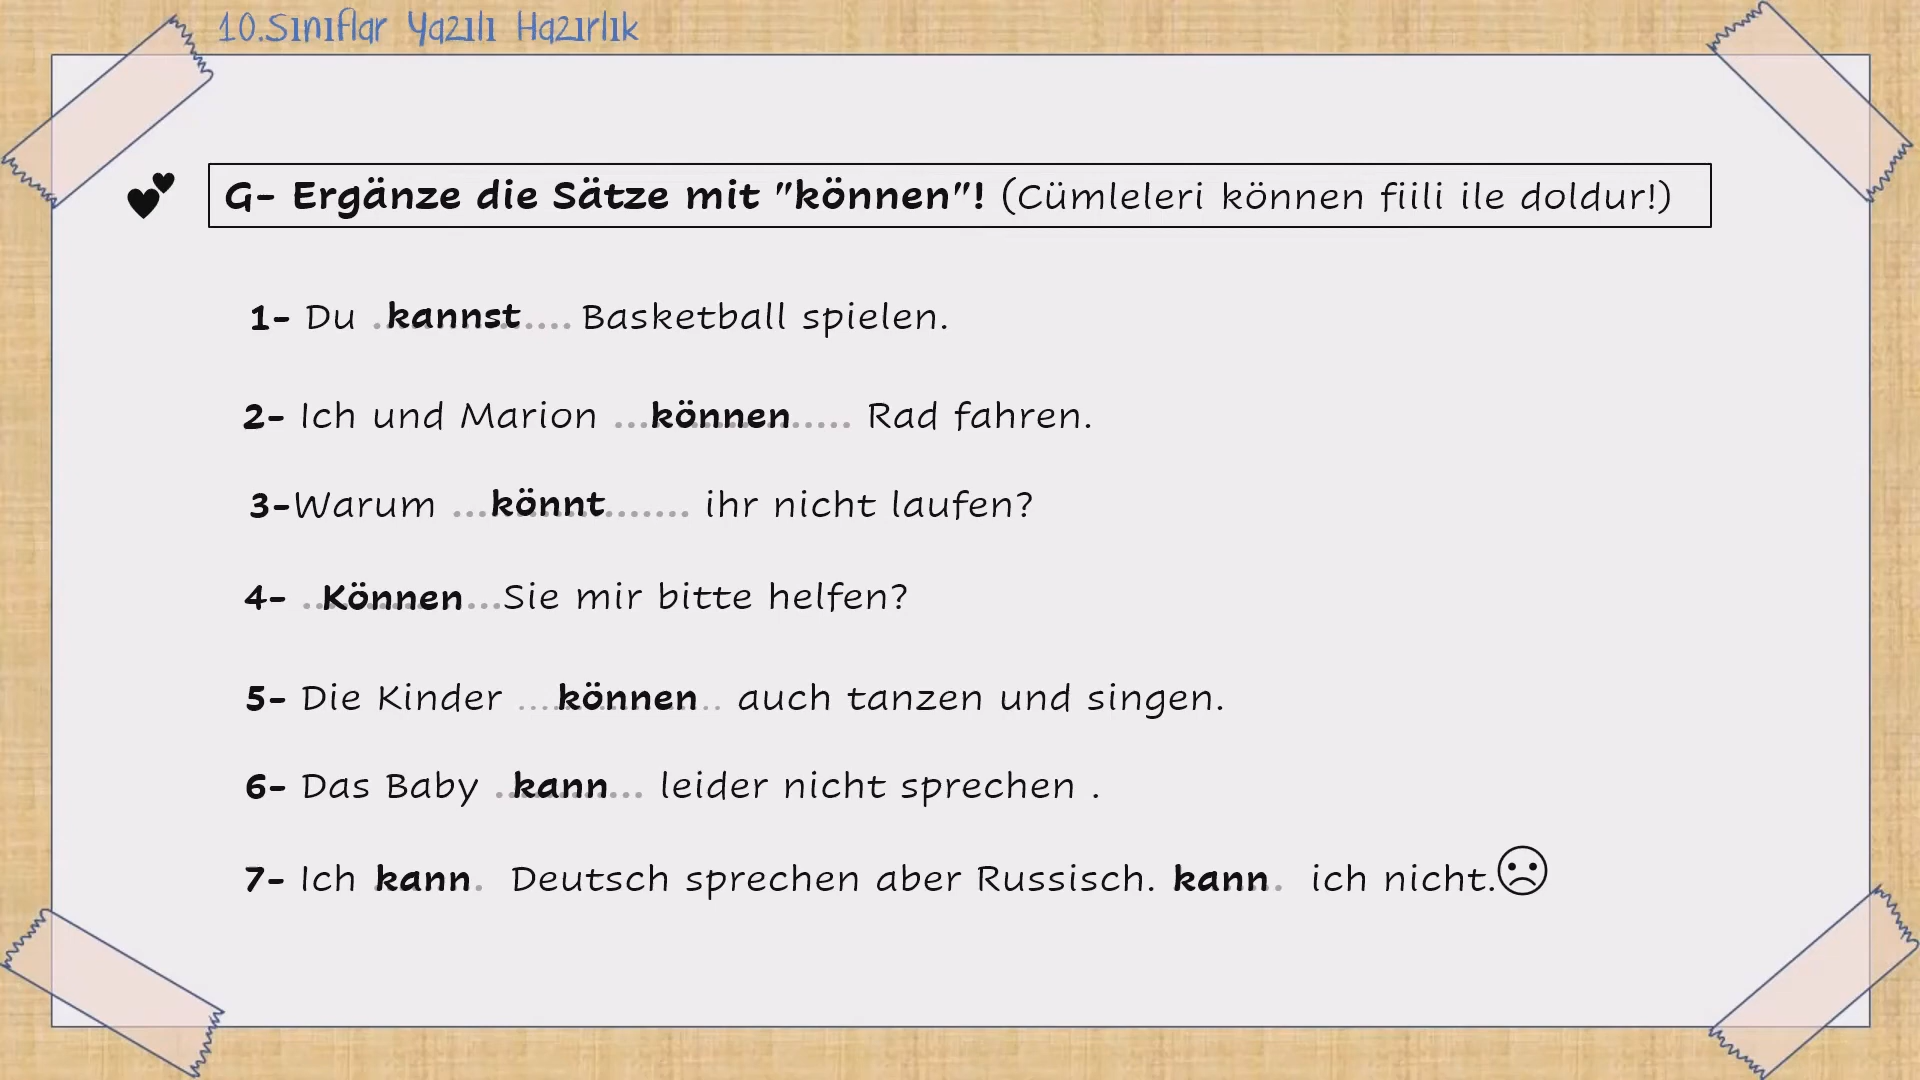 10.Sınıflar Yazılı Hazırlık
G- Ergänze die Sätze mit "können"! (Cümleleri können fiili ile doldur!)
1- Du .kannst.... Basketball spielen.
2- Ich und Marion ...können..... Rad fahren.
3-Warum ...könnt....... ihr nicht laufen?
4- ..Können...Sie mir bitte helfen?
5- Die Kinder ....können.. auch tanzen und singen.
6- Das Baby ..kann... leider nicht sprechen .
7- Ich kann. Deutsch sprechen aber Russisch. kann. ich nicht.